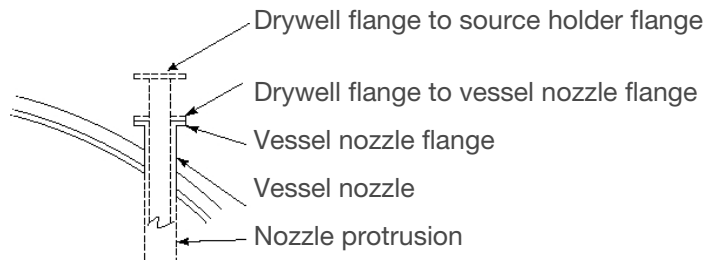 Drywell flange to source holder flange
Drywell flange to vessel nozzle flange
Vessel nozzle flange
Vessel nozzle
Nozzle protrusion